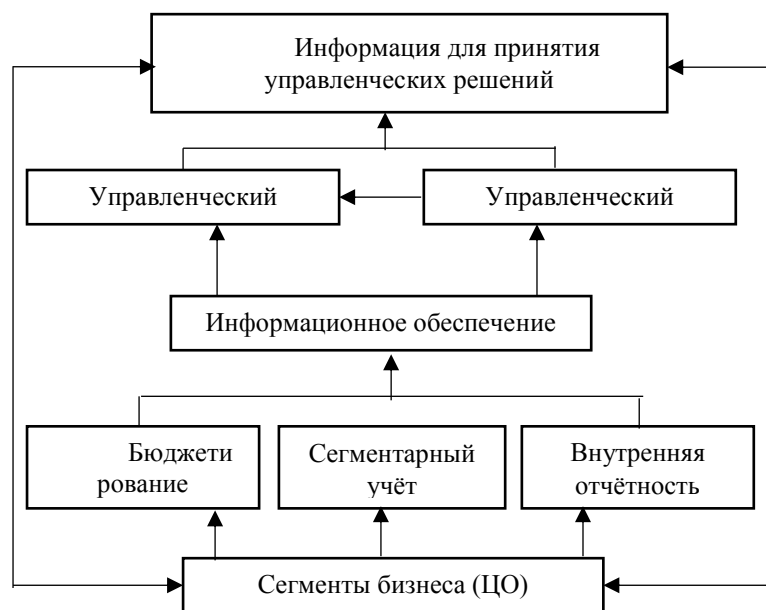 Информация для принятия
управленческих решений
Управленческий
Управленческий
Информационное обеспечение
Бюджети
рование
Сегментарный
учёт
Внутренняя
отчётность
Сегменты бизнеса (ЦО)